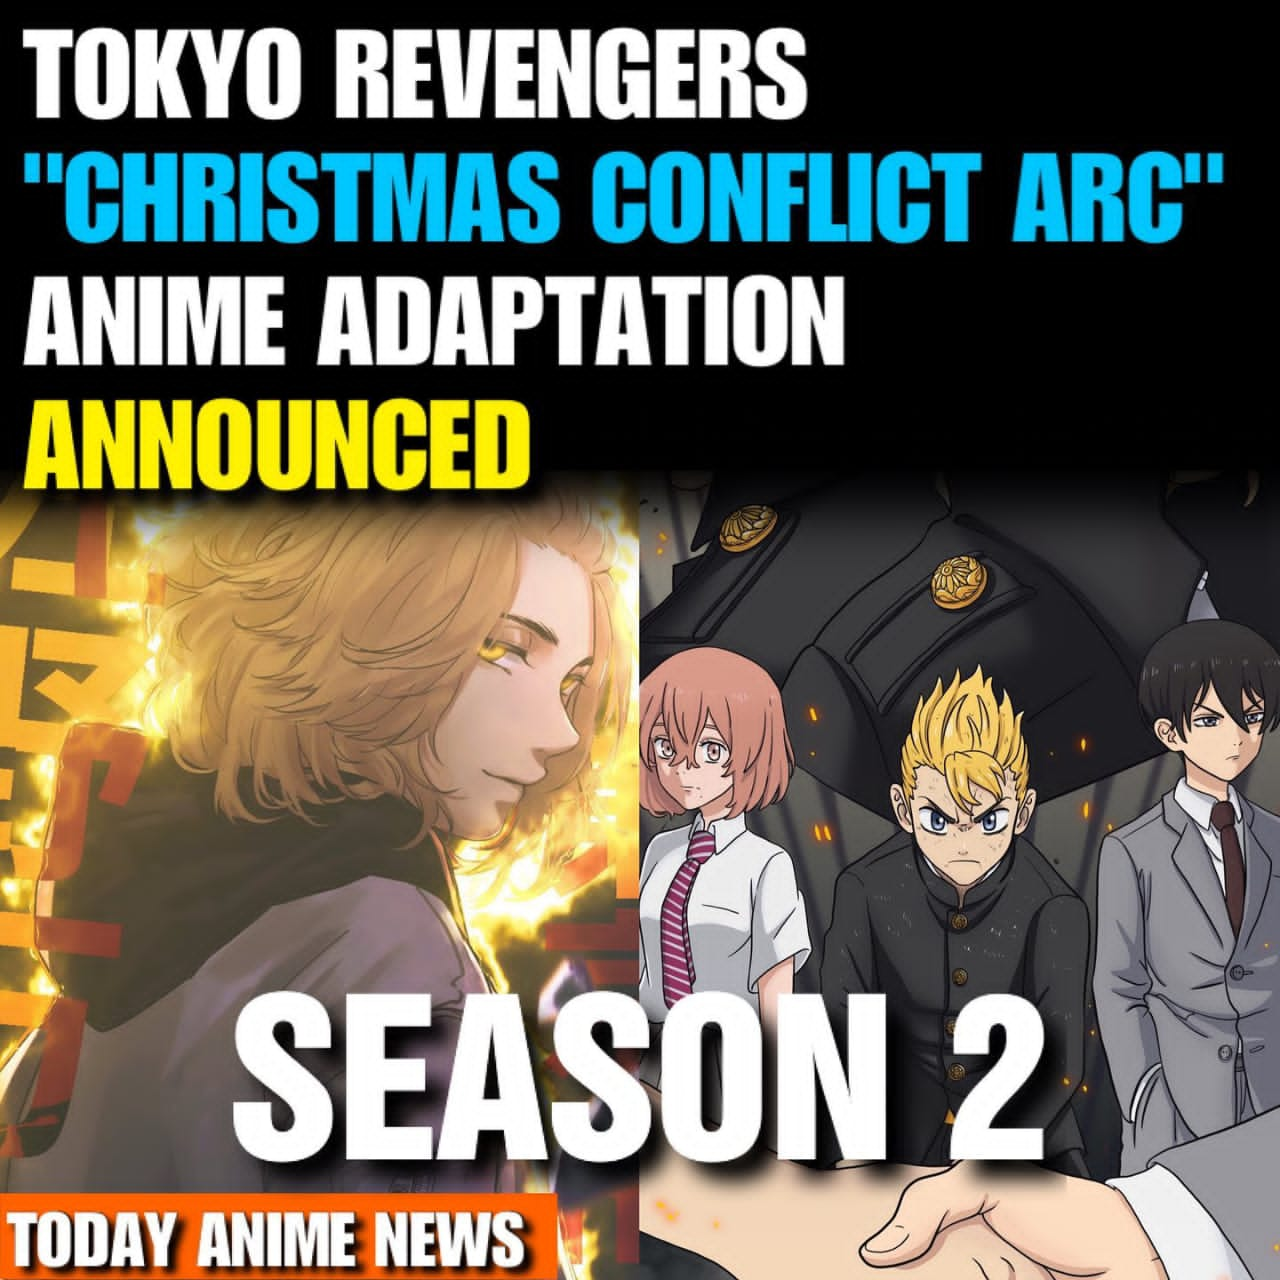 TOKYO REVENGERS
"CHRISTMAS CONFLICT ARC"
ANIME ADAPTATION
ANNOUNCED
SEASON 2
TODAY ANIME NEWS